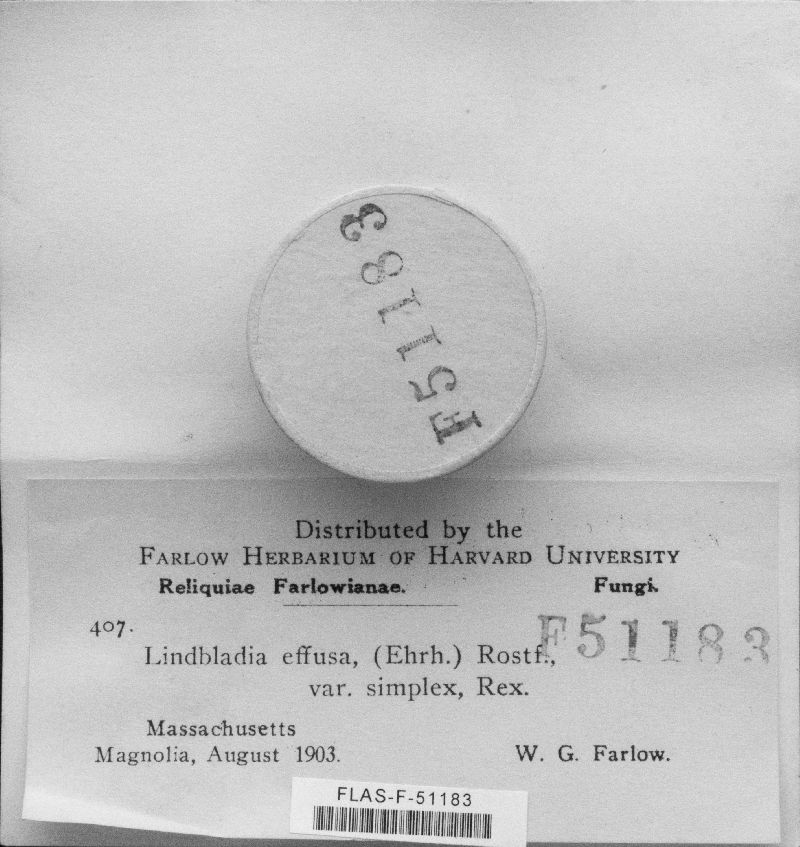 F51183
Distributed by the
FARLOW HERBARIUM OF HARVARD UNIVERSITY
Reliquiae Farlowianae. Fungi.
407.
Lindbladia effusa, (Ehrh.) Rostf., F51183
var. simplex, Rex.
Massachusetts
Magnolia, August 1903. W. G. Farlow.
FLAS-F-51183